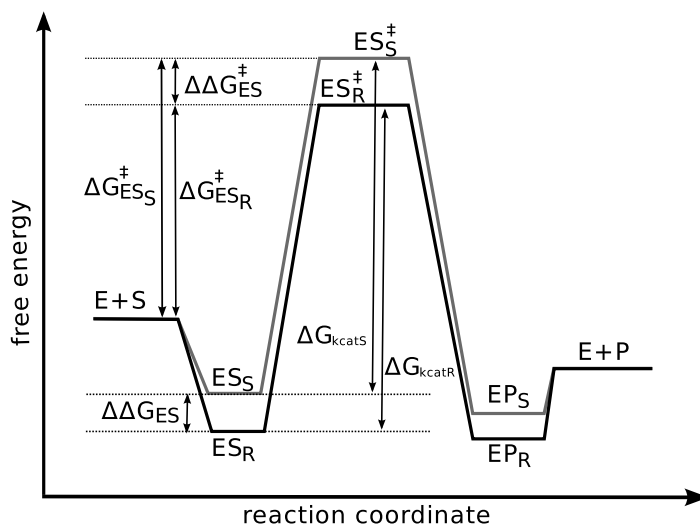 ES‡S
ΔΔG‡ES
ES‡R
ΔG‡ESS
ΔG‡ESR
E+S
ΔGkcatS
E+P
ΔGkcatR
ESS
EPS
ΔΔGES
ESR
EPR
free energy
reaction coordinate